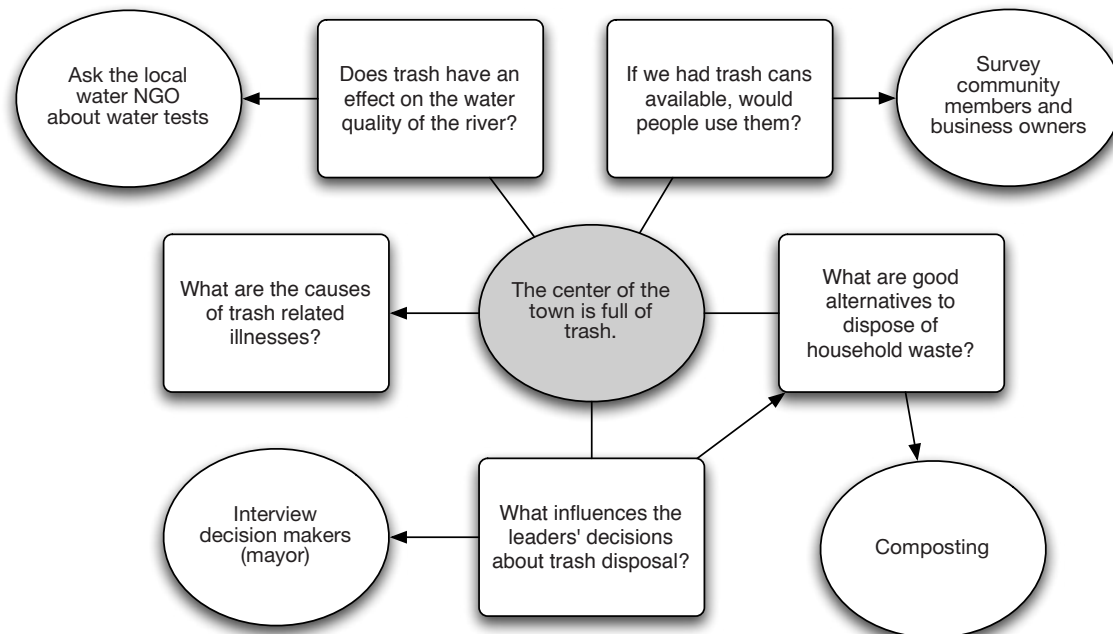 Ask the local
water NGO
about water tests
Does trash have an
effect on the water
quality of the river?
If we had trash cans
available, would
people use them?
Survey
community
members and
business owners
What are the causes
of trash related
illnesses?
The center of the
town is full of
trash.
What are good
alternatives to
dispose of
household waste?
Interview
decision makers
(mayor)
What influences the
leaders' decisions
about trash disposal?
Composting